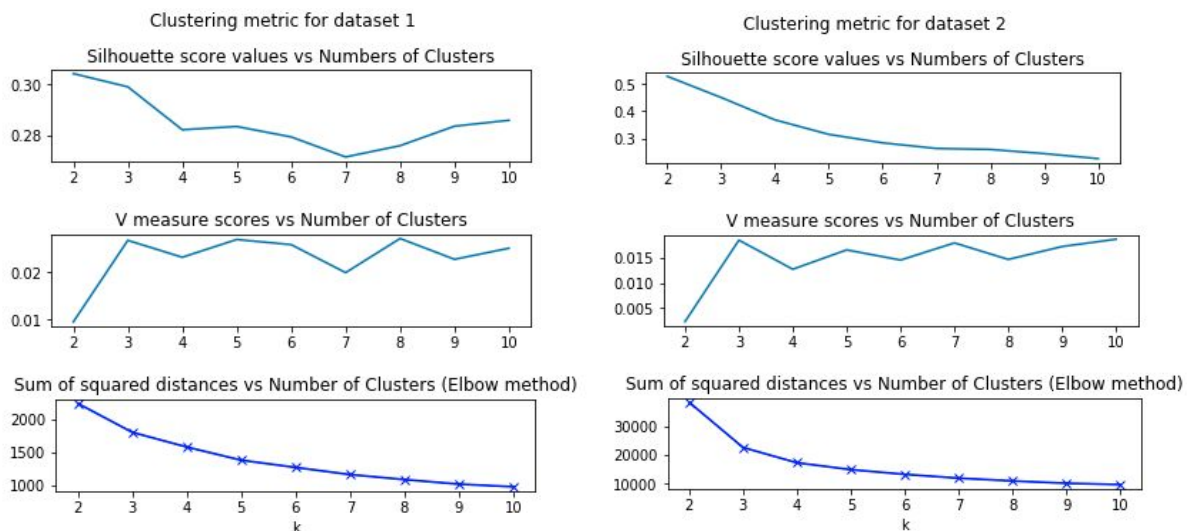 Clustering metric for dataset 1
Silhouette score values vs Numbers of Clusters
0.30
0.28
2 3 4 5 6 7 8 9 10
V measure scores vs Number of Clusters
0.02
0.01
2 3 4 5 6 7 8 9 10
Sum of squared distances vs Number of Clusters (Elbow method)
2000
1500
1000
2 3 4 5 6 7 8 9 10
k
Clustering metric for dataset 2
Silhouette score values vs Numbers of Clusters
0.5
0.3
2 3 4 5 6 7 8 9 10
V measure scores vs Number of Clusters
0.015
0.005
2 3 4 5 6 7 8 9 10
Sum of squared distances vs Number of Clusters (Elbow method)
30000
20000
10000
2 3 4 5 6 7 8 9 10
k